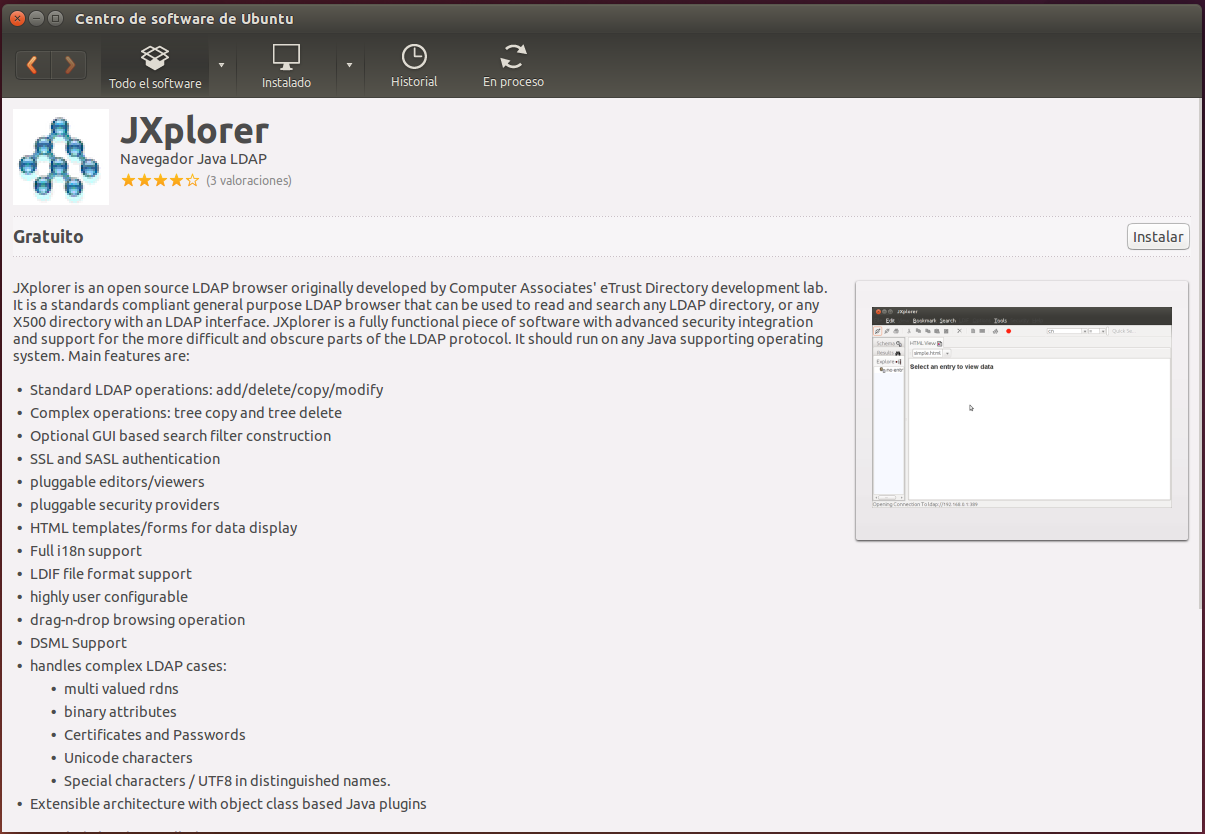 Centro de software de Ubuntu
Todo el software
Instalado
Historial
En proceso
JXplorer
Navegador Java LDAP
(3 valoraciones)
Gratuito
Instalar
JXplorer is an open source LDAP browser originally developed by Computer Associates' eTrust Directory development lab.
It is a standards compliant general purpose LDAP browser that can be used to read and search any LDAP directory, or any
X500 directory with an LDAP interface. JXplorer is a fully functional piece of software with advanced security integration
and support for the more difficult and obscure parts of the LDAP protocol. It should run on any Java supporting operating
system. Main features are:
• Standard LDAP operations: add/delete/copy/modify
• Complex operations: tree copy and tree delete
• Optional GUI based search filter construction
• SSL and SASL authentication
• pluggable editors/viewers
• pluggable security providers
• HTML templates/forms for data display
• Full i18n support
• LDIF file format support
• highly user configurable
• drag-n-drop browsing operation
• DSML Support
• handles complex LDAP cases:
• multi valued rdns
• binary attributes
• Certificates and Passwords
• Unicode characters
• Special characters / UTF8 in distinguished names.
• Extensible architecture with object class based Java plugins
JXplorer
Edit Bookmark Search Tools
cn
Quick Se
Schema
HTML View
Results
simple.html
Explore
Select an entry to view data
no entr
Opening Connection To ldap://192.168.0.1:389